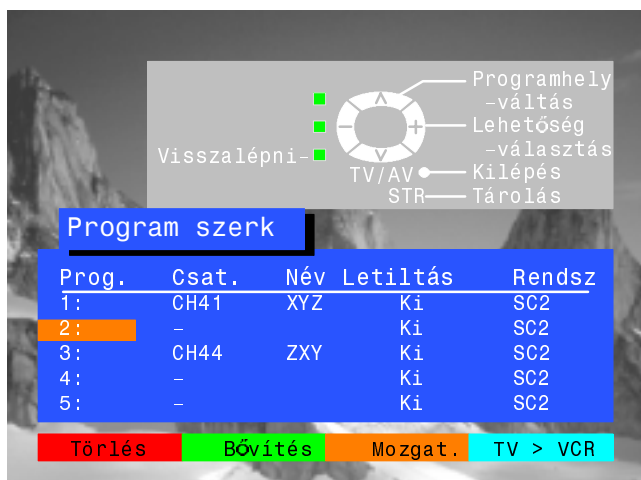 Programhely
-váltás
Lehetőség
-választás
Visszalépni-
TV/AV Kilépés
STR Tárolás
Program szerk
Prog. Csat. Név Letiltás Rendsz
1: CH41 XYZ Ki SC2
2: - Ki SC2
3: CH44 ZXY Ki SC2
4: - Ki SC2
5: - Ki SC2
Törlés Bővítés Mozgat. TV > VCR